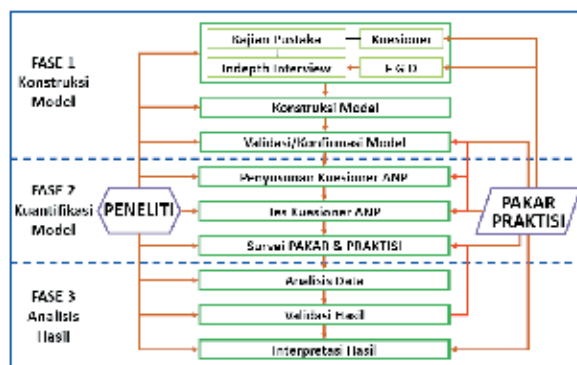 FASE 1
Konstruksi
Model
Kajian Pustaka
Kuesioner
Indepth Interview
F G D
Konstruksi Model
Validasi/Konfirmasi Model
FASE 2
Kuantifikasi
Model
PENELITI
Penyusunan Kuesioner ANP
Tes Kuesioner ANP
Survei PAKAR & PRAKTISI
PAKAR
PRAKTISI
FASE 3
Analisis
Hasil
Analisis Data
Validasi Hasil
Interpretasi Hasil